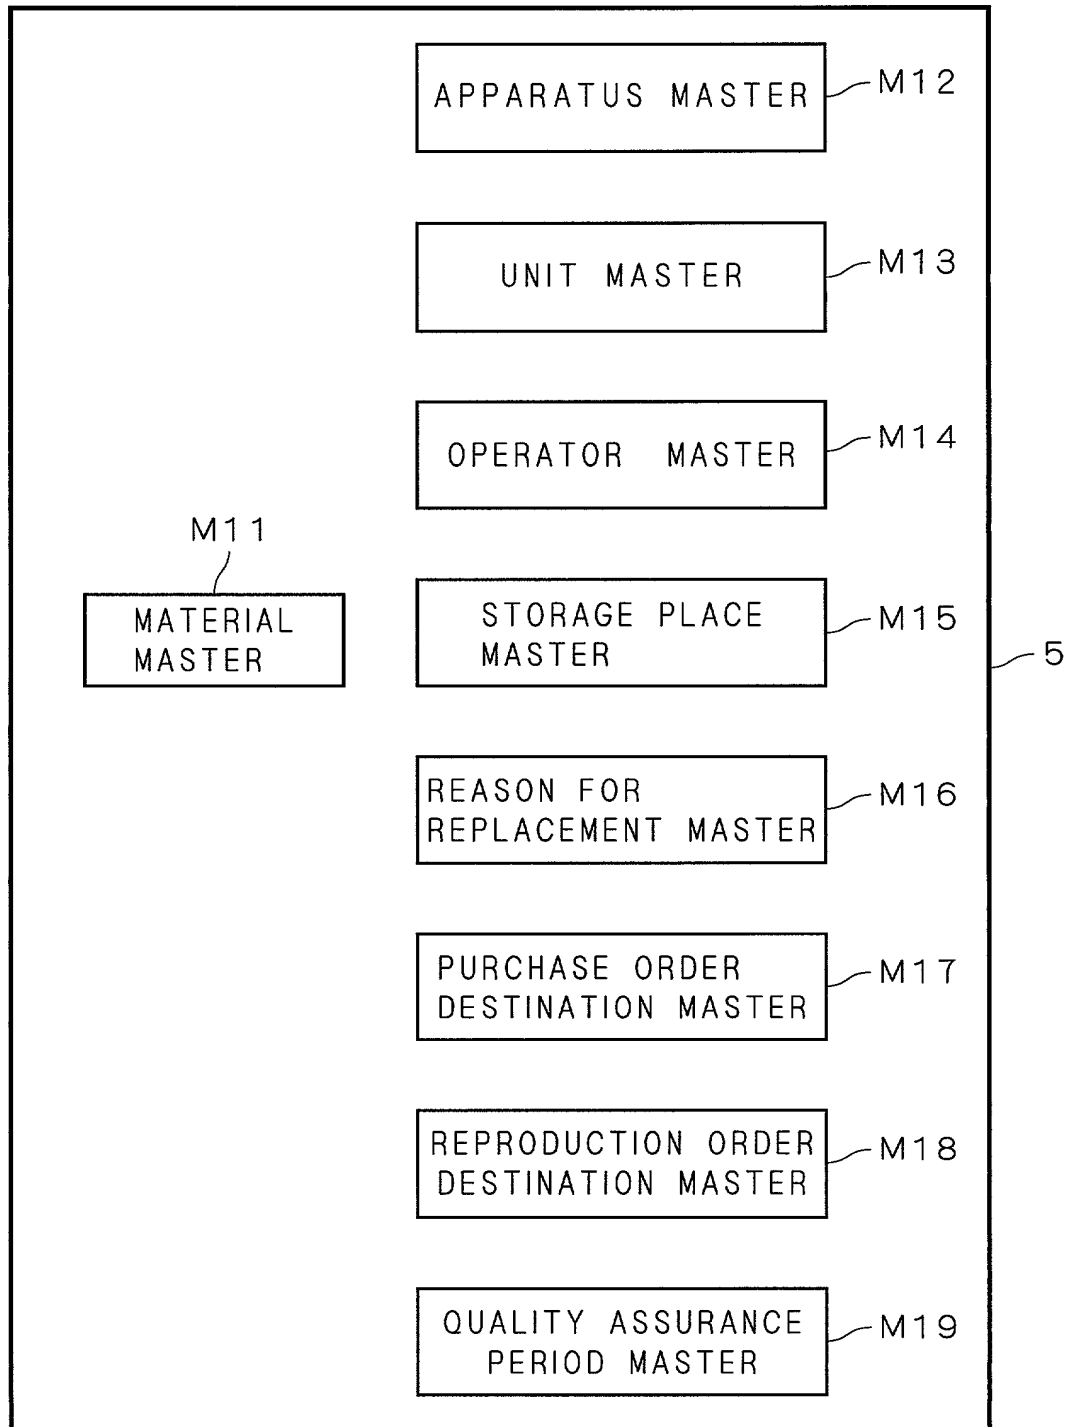 APPARATUS MASTER
M12
UNIT MASTER
M13
OPERATOR MASTER
M14
M11
MATERIAL
MASTER
STORAGE PLACE
MASTER
M15
5
REASON FOR
REPLACEMENT MASTER
M16
PURCHASE ORDER
DESTINATION MASTER
M17
REPRODUCTION ORDER
DESTINATION MASTER
M18
QUALITY ASSURANCE
PERIOD MASTER
M19